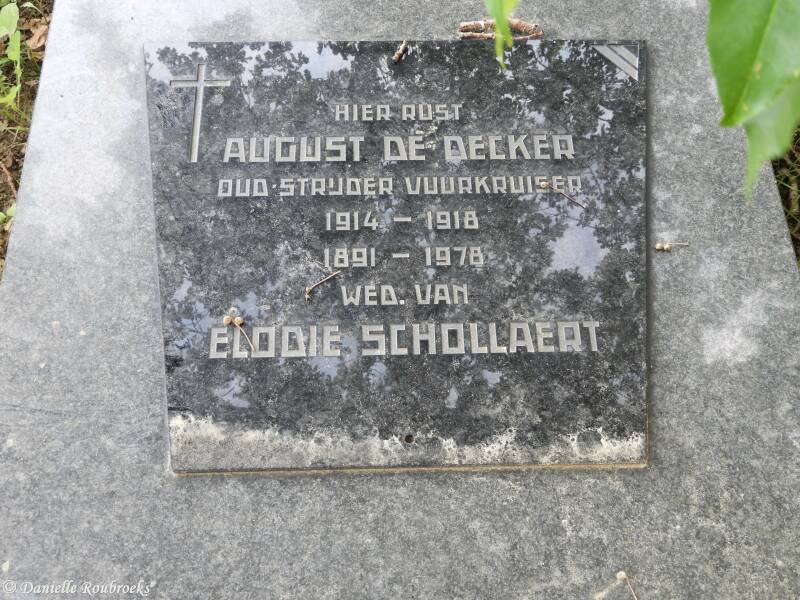 HIER RUST
AUGUST DE DECKER
OUD-STRIJDER VUURKRUISER
1914 - 1918
1891 - 1978
WED. VAN
ELODIE SCHOLLAERT
© Danielle Roubroeks